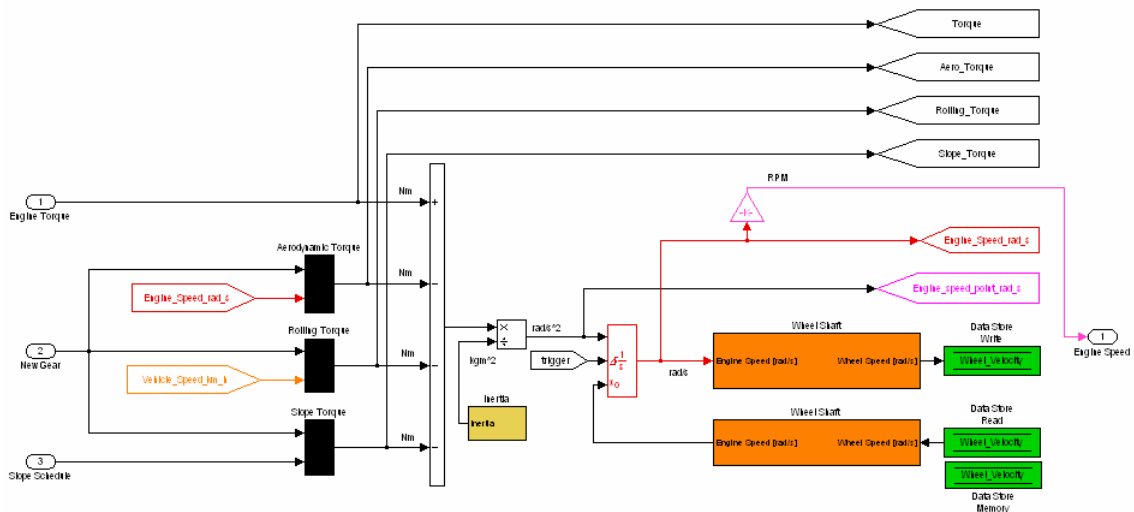 Torque
Aero_Torque
Rolling_Torque
Slope_Torque
RPM
Nm
+
1
Engine Torque
Aerodynamic Torque
Nm
−
Engine_Speed_rad_s
Engine_Speed_rad_s
Engine_speed_point_rad_s
Rolling Torque
rad/s^2
×
÷
Wheel Shaft
Data Store
Write
1
Engine Speed
2
New Gear
Nm
−
kgm^2
trigger
1
s
xo
rad/s
Engine Speed [rad/s]
Wheel Speed [rad/s]
Wheel_Velocity
Vehicle_Speed_km_h
Inertia
Inertia
Slope Torque
Nm
−
Wheel Shaft
Data Store
Read
Engine Speed [rad/s]
Wheel Speed [rad/s]
Wheel_Velocity
3
Slope Schedule
Wheel_Velocity
Data Store
Memory